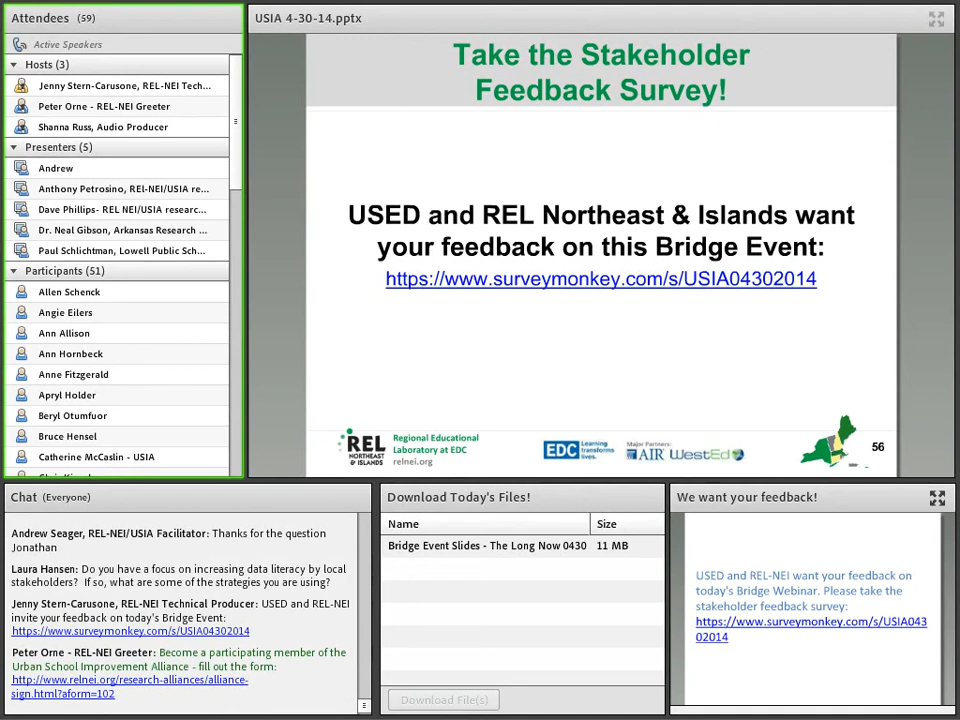 Attendees (59)
Active Speakers
Hosts (3)
Jenny Stern-Carusone, REL-NEI Tech...
Peter Orne - REL-NEI Greeter
Shanna Russ, Audio Producer
Presenters (5)
Andrew
Anthony Petrosino, REl-NEI/USIA re...
Dave Phillips- REL NEI/USIA researc...
Dr. Neal Gibson, Arkansas Research ...
Paul Schlichtman, Lowell Public Sch...
Participants (51)
Allen Schenck
Angie Eilers
Ann Allison
Ann Hornbeck
Anne Fitzgerald
Apryl Holder
Beryl Otumfuor
Bruce Hensel
Catherine McCaslin - USIA
USIA 4-30-14.pptx
Take the Stakeholder
Feedback Survey!
USED and REL Northeast & Islands want
your feedback on this Bridge Event:
https://www.surveymonkey.com/s/USIA04302014
REL
NORTHEAST
& ISLANDS
Regional Educational
Laboratory at EDC
relnei.org
EDC Learning
transforms
lives.
Major Partners:
AIR WestEd
56
Chat (Everyone)
Andrew Seager, REL-NEI/USIA Facilitator: Thanks for the question
Jonathan
Laura Hansen: Do you have a focus on increasing data literacy by local
stakeholders? If so, what are some of the strategies you are using?
Jenny Stern-Carusone, REL-NEI Technical Producer: USED and REL-NEI
invite your feedback on today's Bridge Event:
https://www.surveymonkey.com/s/USIA04302014
Peter Orne - REL-NEI Greeter: Become a participating member of the
Urban School Improvement Alliance - fill out the form:
http://www.relnei.org/research-alliances/alliance-
sign.html?aform=102
Download Today's Files!
Name Size
Bridge Event Slides - The Long Now 0430 11 MB
Download File(s)
We want your feedback!
USED and REL-NEI want your feedback on
today's Bridge Webinar. Please take the
stakeholder feedback survey:
https://www.surveymonkey.com/s/USIA043
02014